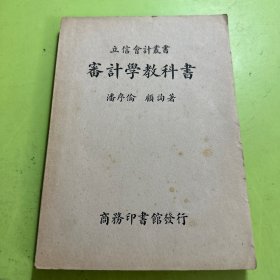 立信會計叢書
審計學教科書
潘序倫 顧詢著
商務印書館發行